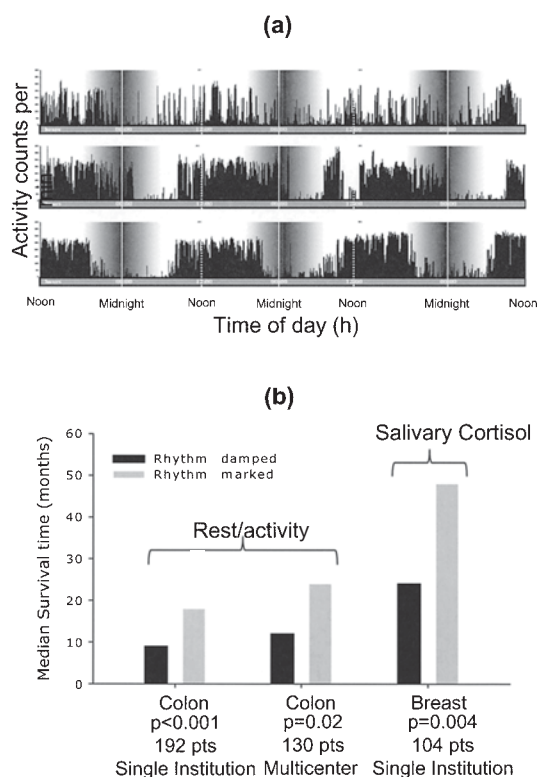 (a)
Activity counts per
Noon Midnight Noon Midnight Noon Midnight Noon
Time of day (h)
(b)
Median Survival time (months)
60
50
40
30
20
10
0
Rhythm damped
Rhythm marked
Rest/activity
Salivary Cortisol
Colon Colon Breast
p<0.001 p=0.02 p=0.004
192 pts 130 pts 104 pts
Single Institution Multicenter Single Institution